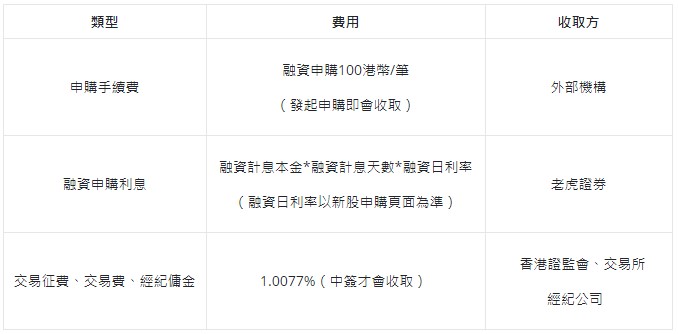 類型 費用 收取方
申購手續費
融資申購100港幣/筆
（發起申購即會收取）
外部機構
融資申購利息
融資計息本金*融資計息天數*融資日利率
（融資日利率以新股申購頁面為準）
老虎證券
交易征費、交易費、經紀傭金
1.0077%（中簽才會收取）
香港證監會、交易所
經紀公司